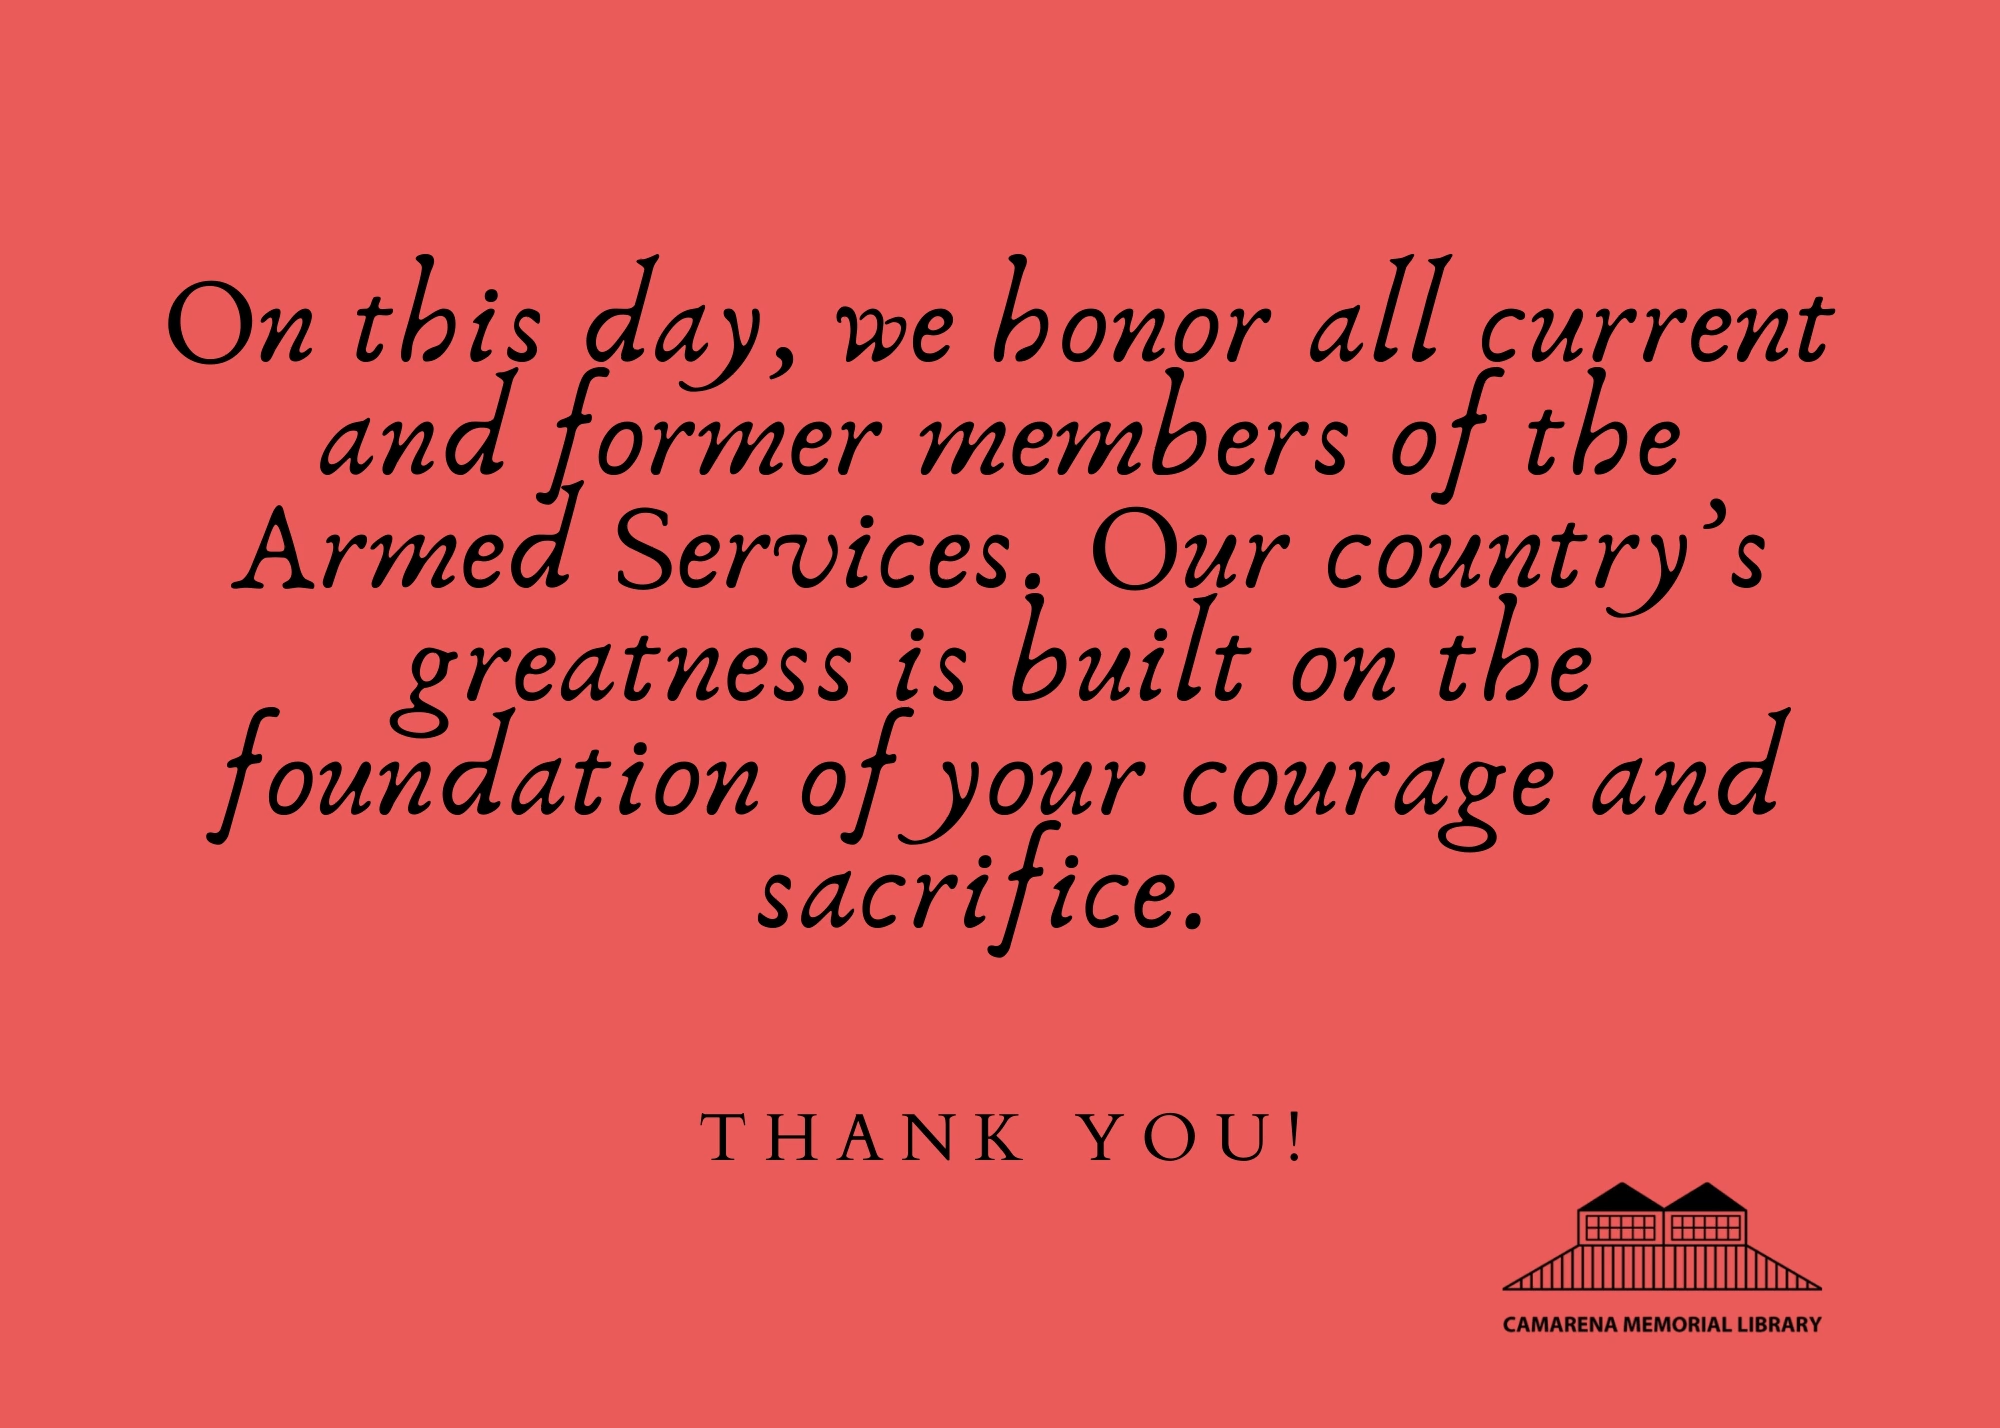 On this day, we honor all current
and former members of the
Armed Services. Our country’s
greatness is built on the
foundation of your courage and
sacrifice.
THANK YOU!
CAMARENA MEMORIAL LIBRARY